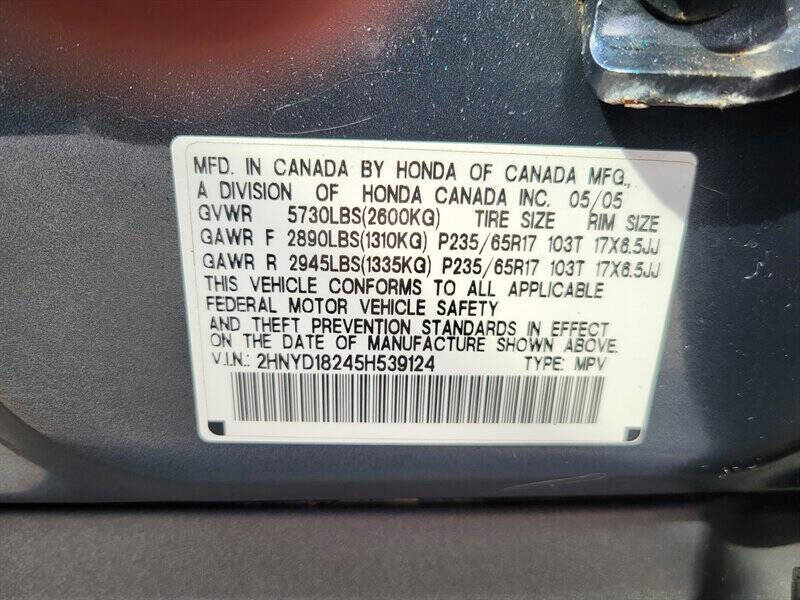 MFD. IN CANADA BY HONDA OF CANADA MFG.,
A DIVISION OF HONDA CANADA INC. 05/05
GVWR 5730LBS(2600KG) TIRE SIZE RIM SIZE
GAWR F 2890LBS(1310KG) P235/65R17 103T 17X6.5JJ
GAWR R 2945LBS(1335KG) P235/65R17 103T 17X6.5JJ
THIS VEHICLE CONFORMS TO ALL APPLICABLE
FEDERAL MOTOR VEHICLE SAFETY
AND THEFT PREVENTION STANDARDS IN EFFECT
ON THE DATE OF MANUFACTURE SHOWN ABOVE.
V.I.N.: 2HNYD18245H539124 TYPE: MPV